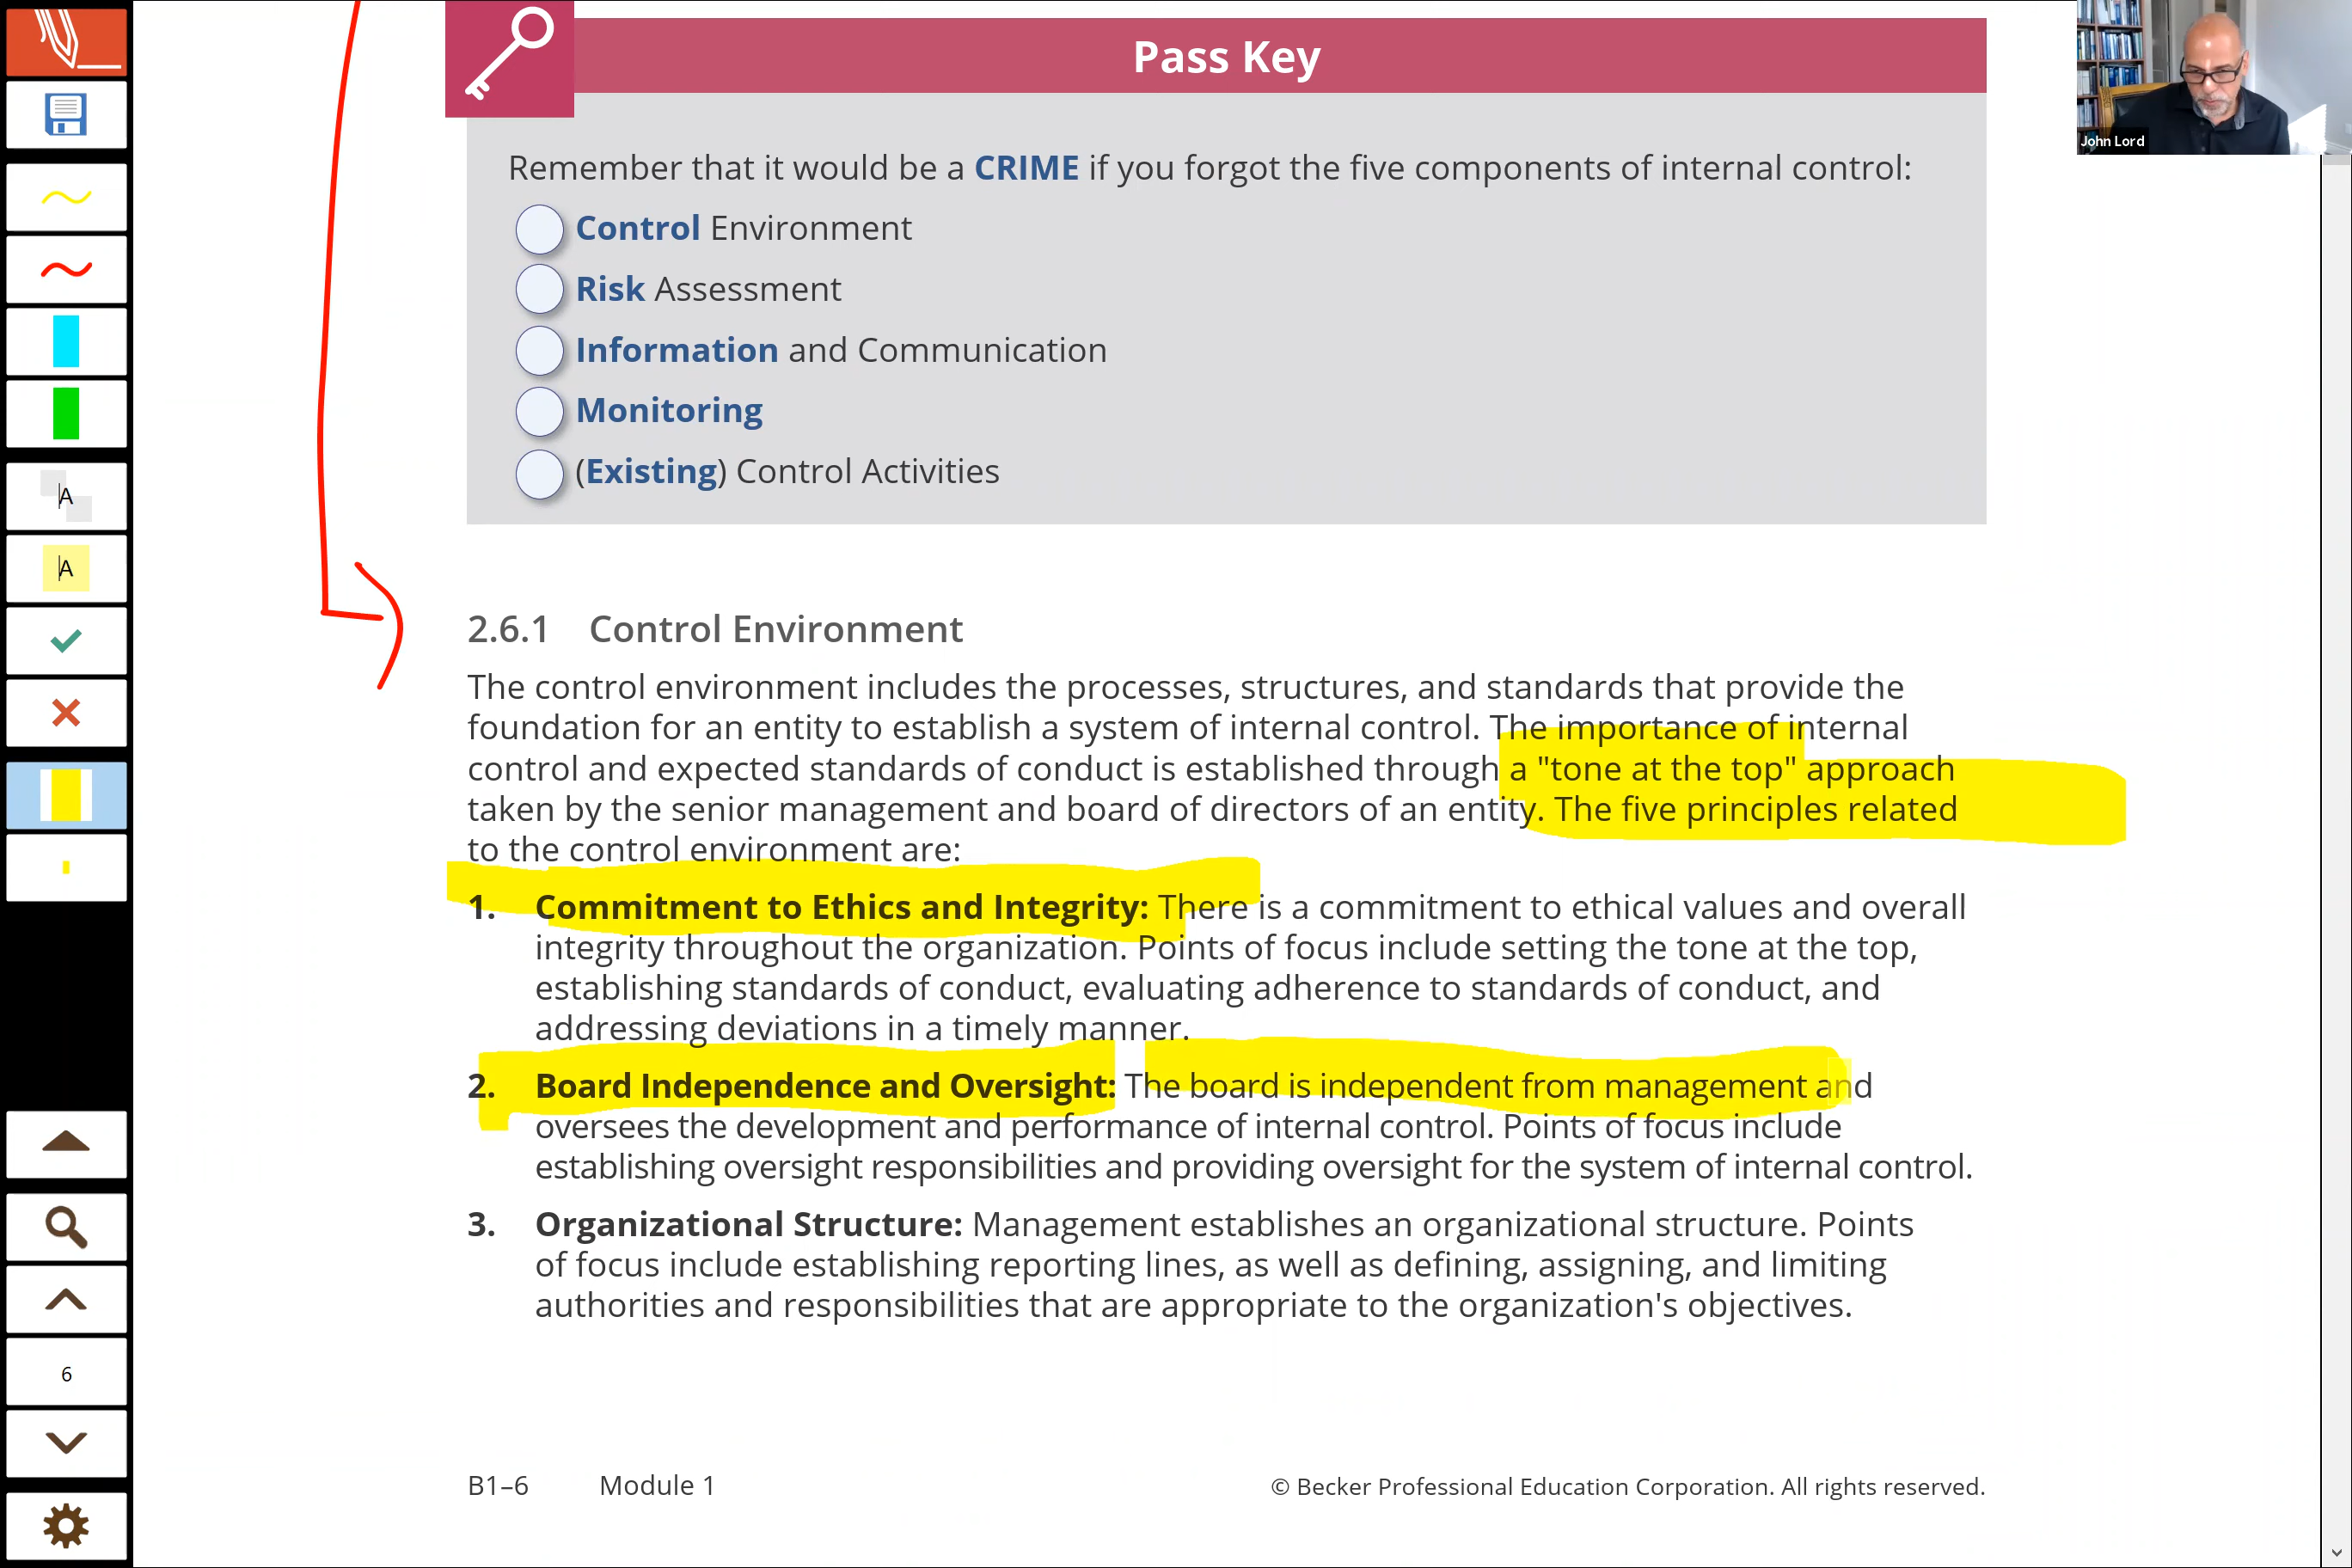 Pass Key
John Lord
Remember that it would be a CRIME if you forgot the five components of internal control:
Control Environment
Risk Assessment
Information and Communication
Monitoring
(Existing) Control Activities
A
A
2.6.1 Control Environment
The control environment includes the processes, structures, and standards that provide the
foundation for an entity to establish a system of internal control. The importance of internal
control and expected standards of conduct is established through a "tone at the top" approach
taken by the senior management and board of directors of an entity. The five principles related
to the control environment are:
1. Commitment to Ethics and Integrity: There is a commitment to ethical values and overall
integrity throughout the organization. Points of focus include setting the tone at the top,
establishing standards of conduct, evaluating adherence to standards of conduct, and
addressing deviations in a timely manner.
2. Board Independence and Oversight: The board is independent from management and
oversees the development and performance of internal control. Points of focus include
establishing oversight responsibilities and providing oversight for the system of internal control.
3. Organizational Structure: Management establishes an organizational structure. Points
of focus include establishing reporting lines, as well as defining, assigning, and limiting
authorities and responsibilities that are appropriate to the organization's objectives.
6
B1–6 Module 1 © Becker Professional Education Corporation. All rights reserved.